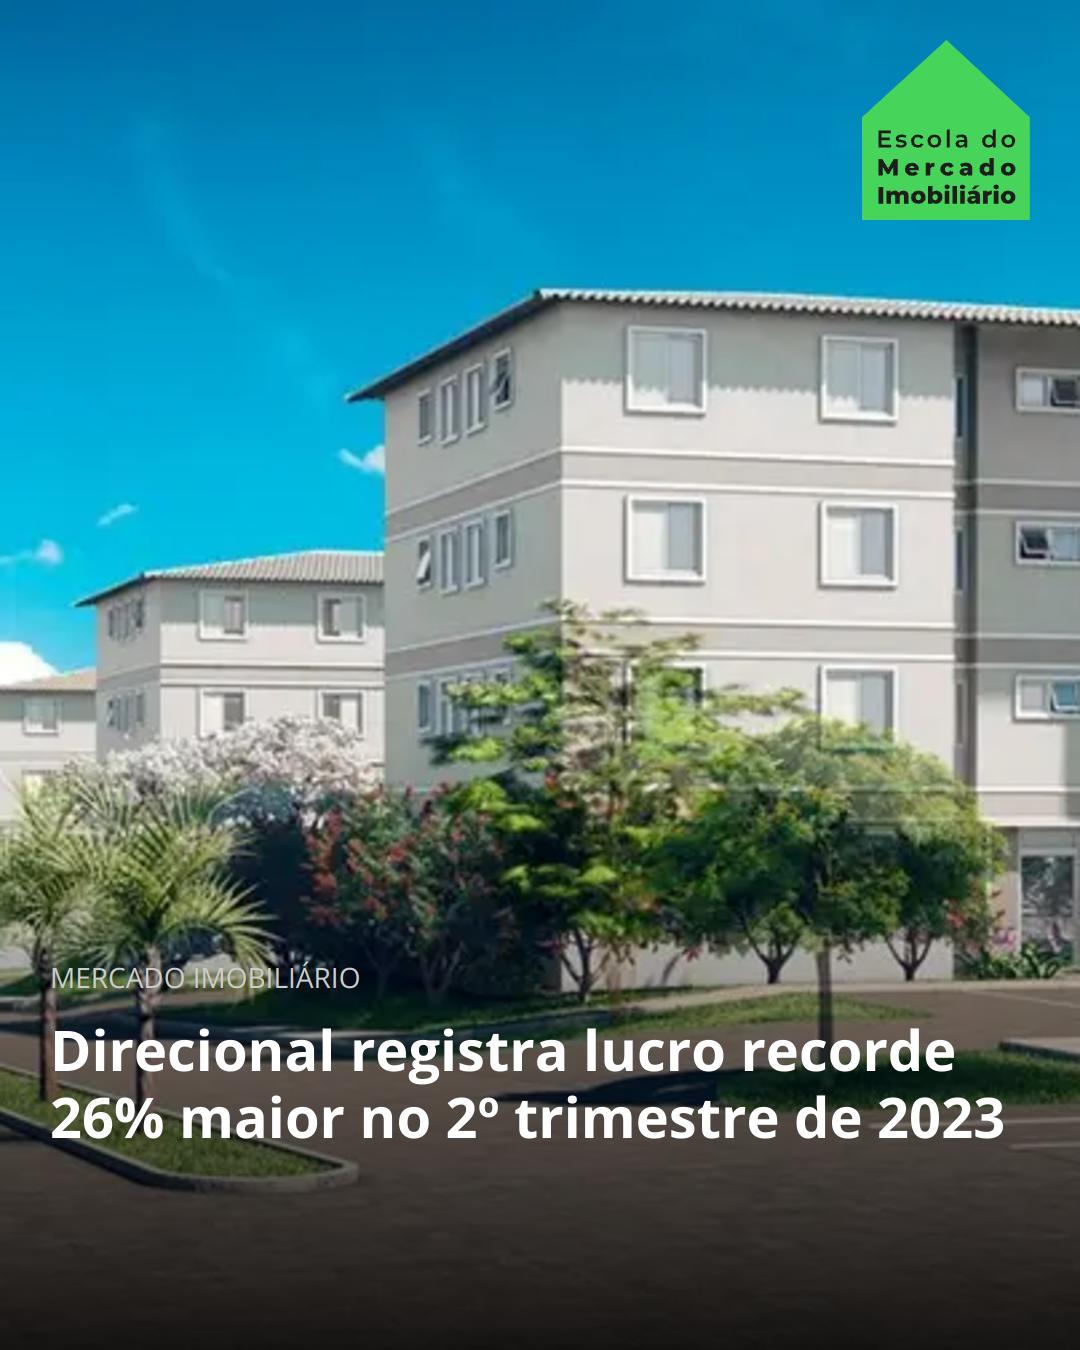 Escola do
Mercado
Imobiliário
MERCADO IMOBILIÁRIO
Direcional registra lucro recorde
26% maior no 2º trimestre de 2023